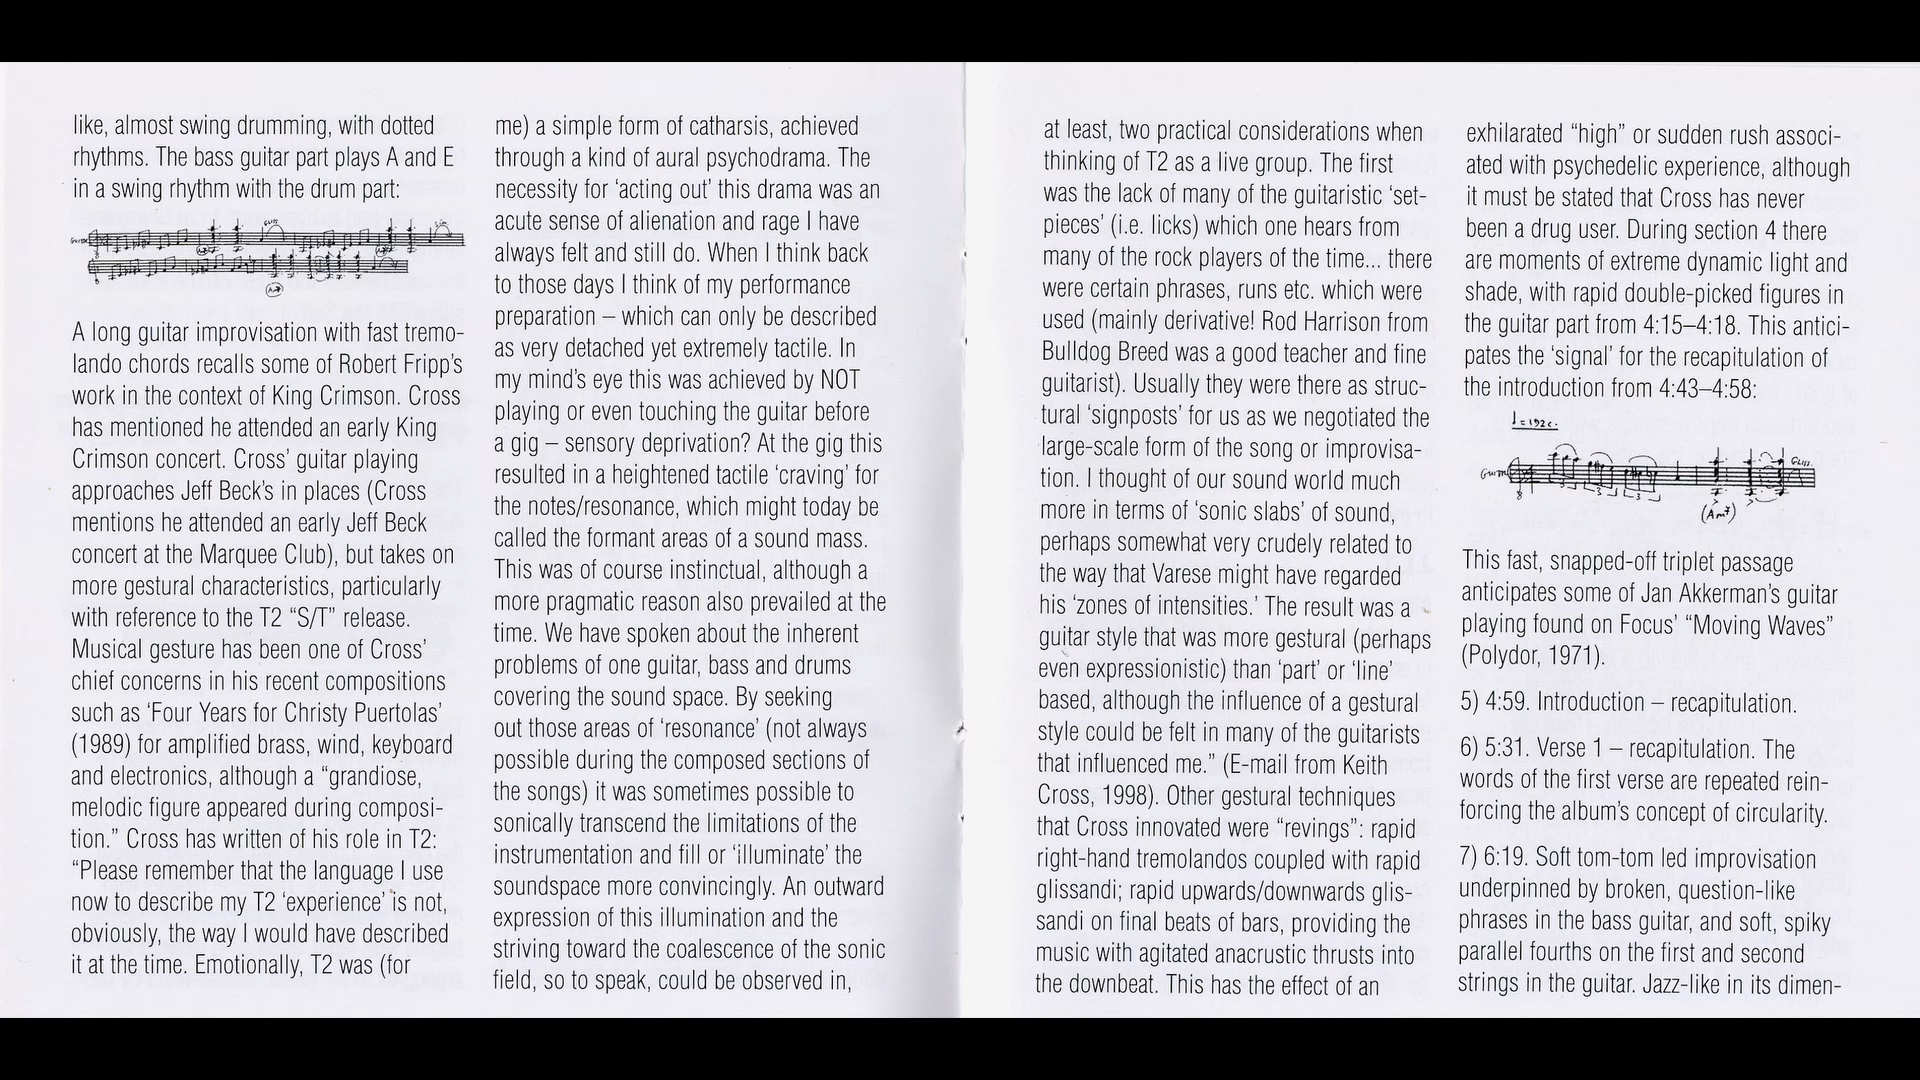 like, almost swing drumming, with dotted
rhythms. The bass guitar part plays A and E
in a swing rhythm with the drum part:
A long guitar improvisation with fast tremo-
lando chords recalls some of Robert Fripp's
work in the context of King Crimson. Cross
has mentioned he attended an early King
Crimson concert. Cross' guitar playing
approaches Jeff Beck's in places (Cross
mentions he attended an early Jeff Beck
concert at the Marquee Club), but takes on
more gestural characteristics, particularly
with reference to the T2 “S/T” release.
Musical gesture has been one of Cross'
chief concerns in his recent compositions
such as ‘Four Years for Christy Puertolas’
(1989) for amplified brass, wind, keyboard
and electronics, although a “grandiose,
melodic figure appeared during composi-
tion.” Cross has written of his role in T2:
“Please remember that the language I use
now to describe my T2 ‘experience’ is not,
obviously, the way I would have described
it at the time. Emotionally, T2 was (for
me) a simple form of catharsis, achieved
through a kind of aural psychodrama. The
necessity for ‘acting out’ this drama was an
acute sense of alienation and rage I have
always felt and still do. When I think back
to those days I think of my performance
preparation – which can only be described
as very detached yet extremely tactile. In
my mind's eye this was achieved by NOT
playing or even touching the guitar before
a gig – sensory deprivation? At the gig this
resulted in a heightened tactile ‘craving’ for
the notes/resonance, which might today be
called the formant areas of a sound mass.
This was of course instinctual, although a
more pragmatic reason also prevailed at the
time. We have spoken about the inherent
problems of one guitar, bass and drums
covering the sound space. By seeking
out those areas of ‘resonance’ (not always
possible during the composed sections of
the songs) it was sometimes possible to
sonically transcend the limitations of the
instrumentation and fill or ‘illuminate’ the
soundspace more convincingly. An outward
expression of this illumination and the
striving toward the coalescence of the sonic
field, so to speak, could be observed in,
at least, two practical considerations when
thinking of T2 as a live group. The first
was the lack of many of the guitaristic ‘set-
pieces’ (i.e. licks) which one hears from
many of the rock players of the time... there
were certain phrases, runs etc. which were
used (mainly derivative! Rod Harrison from
Bulldog Breed was a good teacher and fine
guitarist). Usually they were there as struc-
tural ‘signposts’ for us as we negotiated the
large-scale form of the song or improvisa-
tion. I thought of our sound world much
more in terms of ‘sonic slabs’ of sound,
perhaps somewhat very crudely related to
the way that Varese might have regarded
his ‘zones of intensities.’ The result was a
guitar style that was more gestural (perhaps
even expressionistic) than ‘part’ or ‘line’
based, although the influence of a gestural
style could be felt in many of the guitarists
that influenced me.” (E-mail from Keith
Cross, 1998). Other gestural techniques
that Cross innovated were “revings”: rapid
right-hand tremolandos coupled with rapid
glissandi; rapid upwards/downwards glis-
sandi on final beats of bars, providing the
music with agitated anacrustic thrusts into
the downbeat. This has the effect of an
exhilarated “high” or sudden rush associ-
ated with psychedelic experience, although
it must be stated that Cross has never
been a drug user. During section 4 there
are moments of extreme dynamic light and
shade, with rapid double-picked figures in
the guitar part from 4:15–4:18. This antici-
pates the ‘signal’ for the recapitulation of
the introduction from 4:43–4:58:
(Am7)
This fast, snapped-off triplet passage
anticipates some of Jan Akkerman's guitar
playing found on Focus' “Moving Waves”
(Polydor, 1971).
5) 4:59. Introduction – recapitulation.
6) 5:31. Verse 1 – recapitulation. The
words of the first verse are repeated rein-
forcing the album's concept of circularity.
7) 6:19. Soft tom-tom led improvisation
underpinned by broken, question-like
phrases in the bass guitar, and soft, spiky
parallel fourths on the first and second
strings in the guitar. Jazz-like in its dimen-